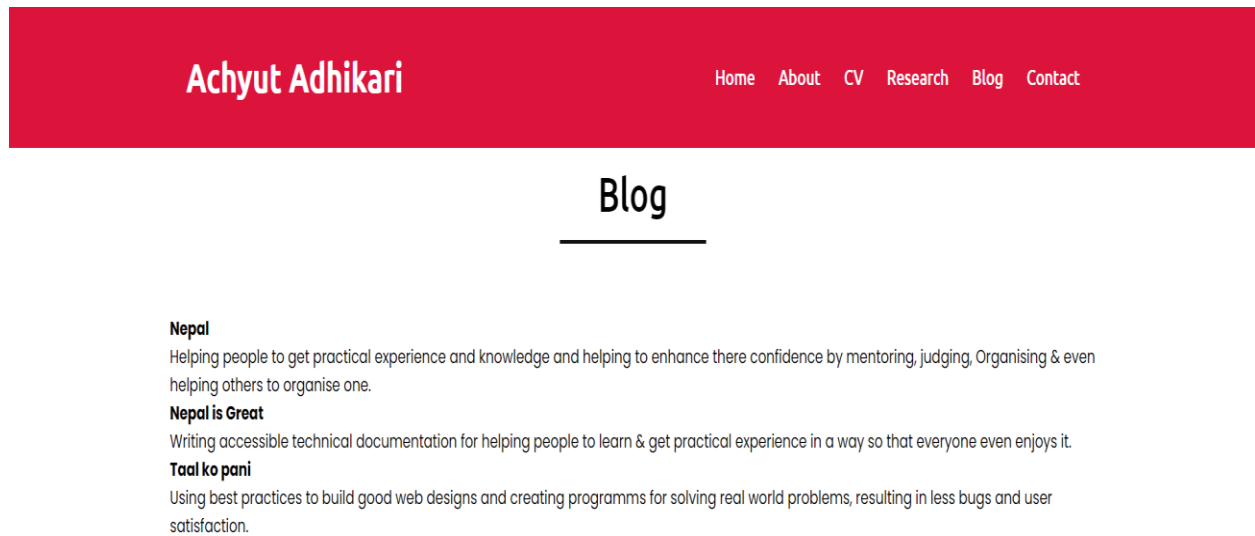 Achyut Adhikari
Home About CV Research Blog Contact
Blog
Nepal
Helping people to get practical experience and knowledge and helping to enhance there confidence by mentoring, judging, Organising & even
helping others to organise one.
Nepal is Great
Writing accessible technical documentation for helping people to learn & get practical experience in a way so that everyone even enjoys it.
Taal ko pani
Using best practices to build good web designs and creating programms for solving real world problems, resulting in less bugs and user
satisfaction.